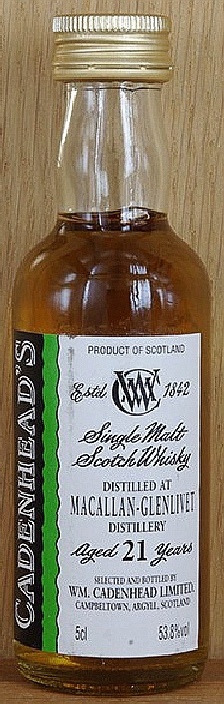 CADENHEAD'S
PRODUCT OF SCOTLAND
Estd WC 1842
Single Malt
Scotch Whisky
DISTILLED AT
MACALLAN-GLENLIVET
DISTILLERY
Aged 21 Years
SELECTED AND BOTTLED BY
WM. CADENHEAD LIMITED,
CAMPBELTOWN, ARGYLL, SCOTLAND
5cl 53.8%vol